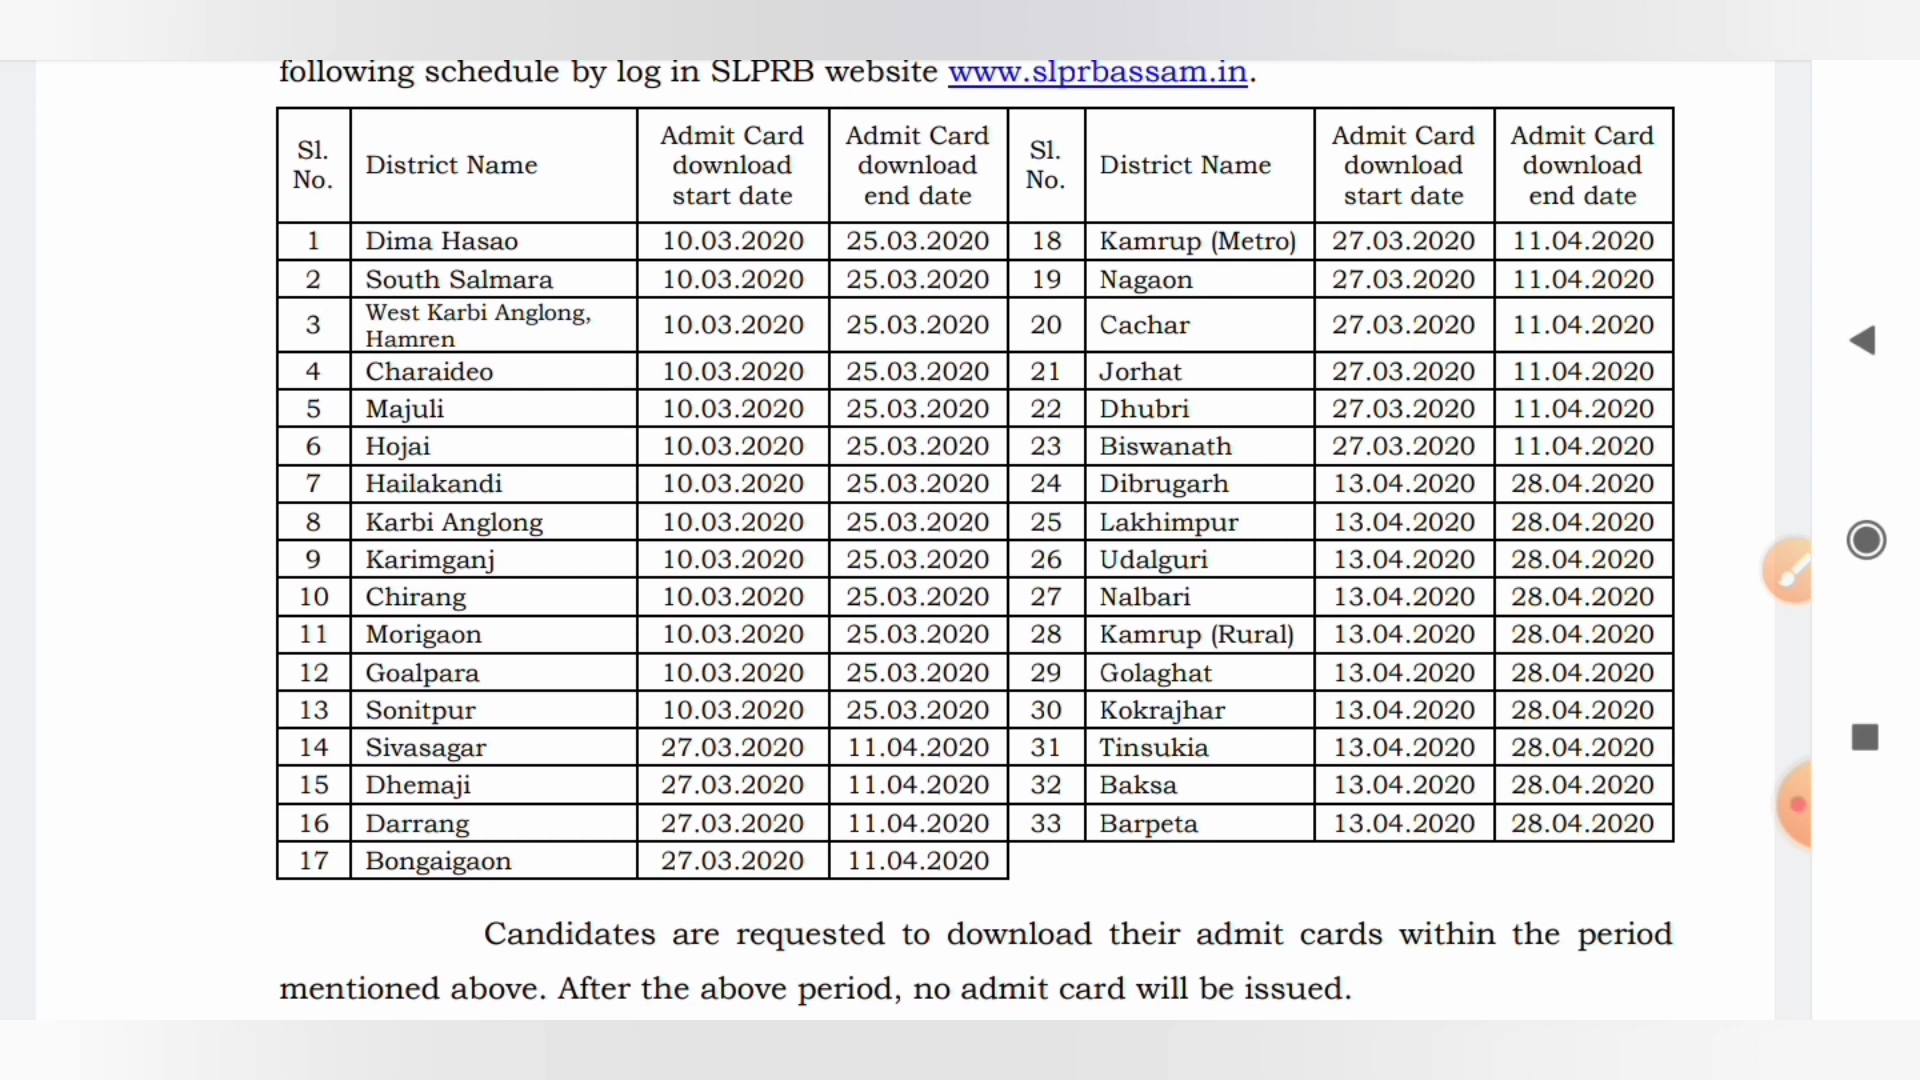 following schedule by log in SLPRB website www.slprbassam.in.
Sl. No. District Name Admit Card download start date Admit Card download end date Sl. No. District Name Admit Card download start date Admit Card download end date
1 Dima Hasao 10.03.2020 25.03.2020 18 Kamrup (Metro) 27.03.2020 11.04.2020
2 South Salmara 10.03.2020 25.03.2020 19 Nagaon 27.03.2020 11.04.2020
3 West Karbi Anglong, Hamren 10.03.2020 25.03.2020 20 Cachar 27.03.2020 11.04.2020
4 Charaideo 10.03.2020 25.03.2020 21 Jorhat 27.03.2020 11.04.2020
5 Majuli 10.03.2020 25.03.2020 22 Dhubri 27.03.2020 11.04.2020
6 Hojai 10.03.2020 25.03.2020 23 Biswanath 27.03.2020 11.04.2020
7 Hailakandi 10.03.2020 25.03.2020 24 Dibrugarh 13.04.2020 28.04.2020
8 Karbi Anglong 10.03.2020 25.03.2020 25 Lakhimpur 13.04.2020 28.04.2020
9 Karimganj 10.03.2020 25.03.2020 26 Udalguri 13.04.2020 28.04.2020
10 Chirang 10.03.2020 25.03.2020 27 Nalbari 13.04.2020 28.04.2020
11 Morigaon 10.03.2020 25.03.2020 28 Kamrup (Rural) 13.04.2020 28.04.2020
12 Goalpara 10.03.2020 25.03.2020 29 Golaghat 13.04.2020 28.04.2020
13 Sonitpur 10.03.2020 25.03.2020 30 Kokrajhar 13.04.2020 28.04.2020
14 Sivasagar 27.03.2020 11.04.2020 31 Tinsukia 13.04.2020 28.04.2020
15 Dhemaji 27.03.2020 11.04.2020 32 Baksa 13.04.2020 28.04.2020
16 Darrang 27.03.2020 11.04.2020 33 Barpeta 13.04.2020 28.04.2020
17 Bongaigaon 27.03.2020 11.04.2020
Candidates are requested to download their admit cards within the period
mentioned above. After the above period, no admit card will be issued.